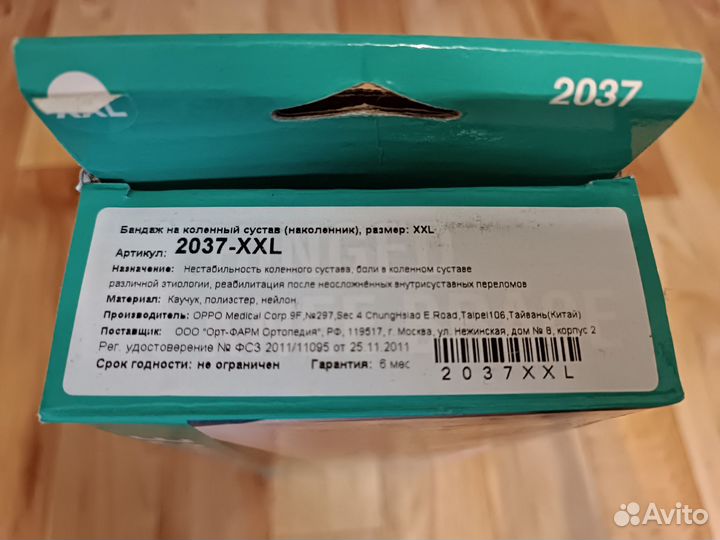 XXL
2037
Бандаж на коленный сустав (наколенник), размер: XXL
Артикул: 2037-XXL
Назначение: Нестабильность коленного сустава, боли в коленном суставе
различной этиологии, реабилитация после неосложнённых внутрисуставных переломов
Материал: Каучук, полиэстер, нейлон
Производитель: OPPO Medical Corp 9F,№297,Sec 4 ChungHsiao E Road,Taipei106,Тайвань(Китай)
Поставщик: ООО "Орт-ФАРМ Ортопедия", РФ, 119517, г. Москва, ул. Нежинская, дом № 8, корпус 2
Рег. удостоверение № ФСЗ 2011/11095 от 25.11.2011
Срок годности: не ограничен Гарантия: 6 мес
2037XXL
Avito